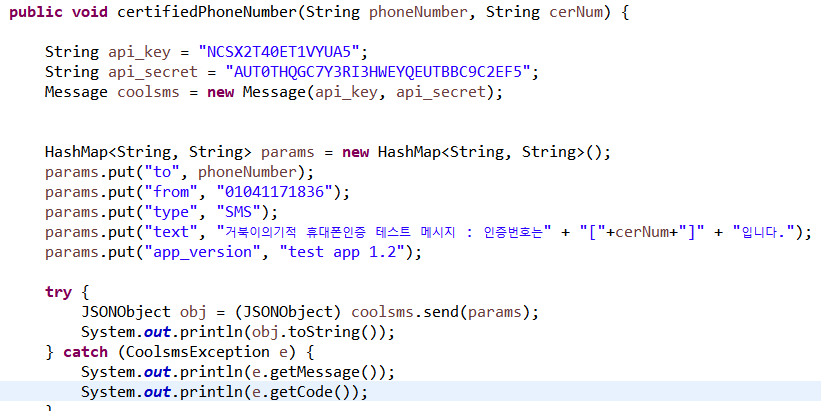 public void certifiedPhoneNumber(String phoneNumber, String cerNum) {
String api_key = "NCSX2T40ET1VYUA5";
String api_secret = "AUT0THQGC7Y3RI3HWEYQEUTBBC9C2EF5";
Message coolsms = new Message(api_key, api_secret);
HashMap<String, String> params = new HashMap<String, String>();
params.put("to", phoneNumber);
params.put("from", "01041171836");
params.put("type", "SMS");
params.put("text", "거북이의기적 휴대폰인증 테스트 메시지 : 인증번호는" + "["+cerNum+"]" + "입니다.");
params.put("app_version", "test app 1.2");
try {
JSONObject obj = (JSONObject) coolsms.send(params);
System.out.println(obj.toString());
} catch (CoolsmsException e) {
System.out.println(e.getMessage());
System.out.println(e.getCode());
}